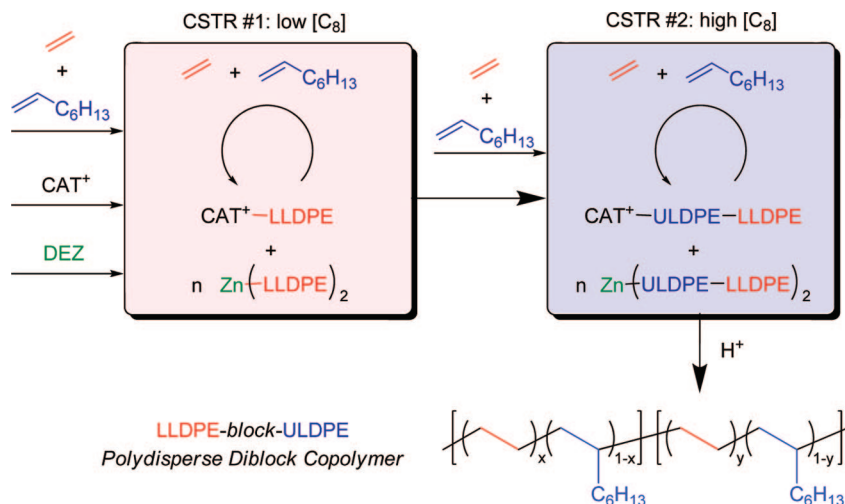 CSTR #1: low [C₈]
CSTR #2: high [C₈]
+
C₆H₁₃
+
C₆H₁₃
+
C₆H₁₃
+
C₆H₁₃
CAT⁺
DEZ
CAT⁺–LLDPE
+
n Zn(–LLDPE)₂
CAT⁺–ULDPE–LLDPE
+
n Zn(–ULDPE–LLDPE)₂
H⁺
LLDPE-block-ULDPE
Polydisperse Diblock Copolymer
[( )x( )1-x] [( )y( )1-y]
C₆H₁₃
C₆H₁₃